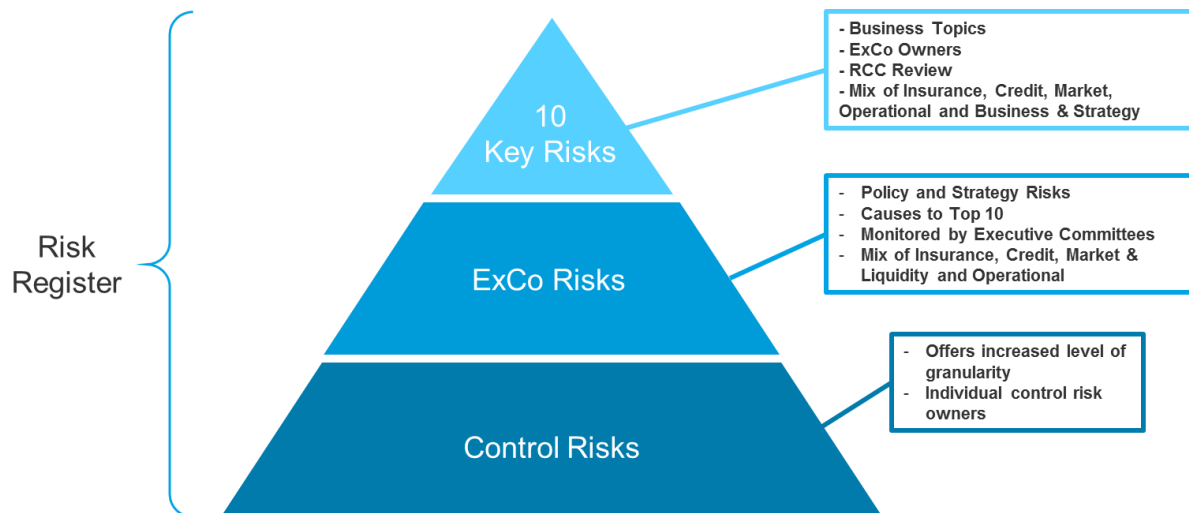 - Business Topics
- ExCo Owners
- RCC Review
- Mix of Insurance, Credit, Market,
Operational and Business & Strategy
10
Key Risks
- Policy and Strategy Risks
- Causes to Top 10
- Monitored by Executive Committees
- Mix of Insurance, Credit, Market &
Liquidity and Operational
Risk
Register
ExCo Risks
- Offers increased level of
granularity
- Individual control risk
owners
Control Risks